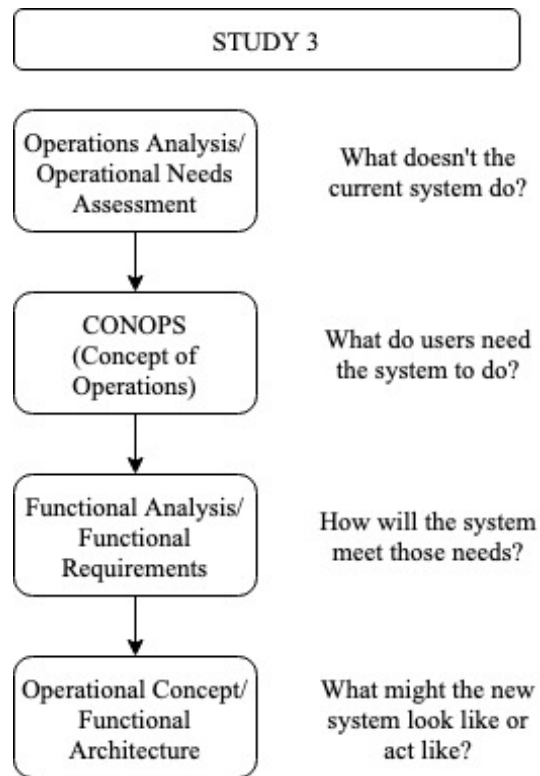 STUDY 3
Operations Analysis/
Operational Needs
Assessment
What doesn't the
current system do?
CONOPS
(Concept of
Operations)
What do users need
the system to do?
Functional Analysis/
Functional
Requirements
How will the system
meet those needs?
Operational Concept/
Functional
Architecture
What might the new
system look like or
act like?